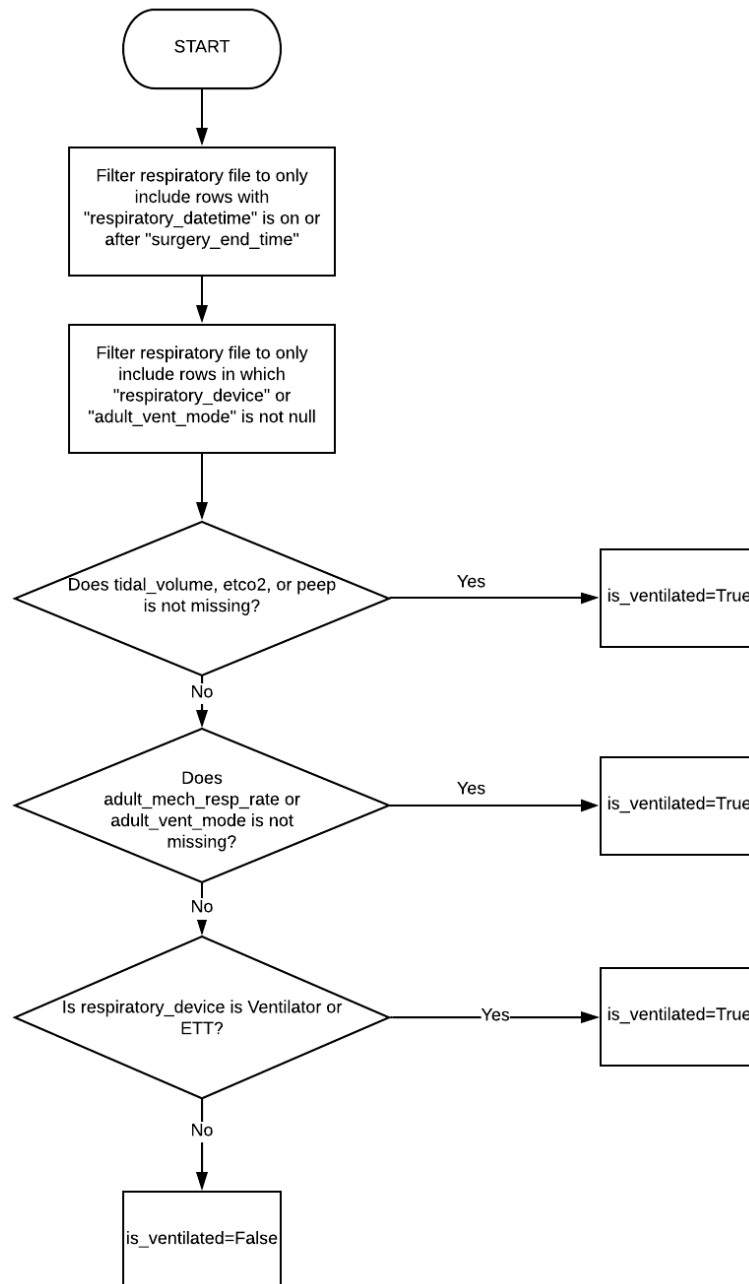 START
Filter respiratory file to only
include rows with
"respiratory_datetime" is on or
after "surgery_end_time"
Filter respiratory file to only
include rows in which
"respiratory_device" or
"adult_vent_mode" is not null
Does tidal_volume, etco2, or peep
is not missing?
Yes
is_ventilated=True
No
Does
adult_mech_resp_rate or
adult_vent_mode is not
missing?
Yes
is_ventilated=True
No
Is respiratory_device is Ventilator or
ETT?
Yes
is_ventilated=True
No
is_ventilated=False